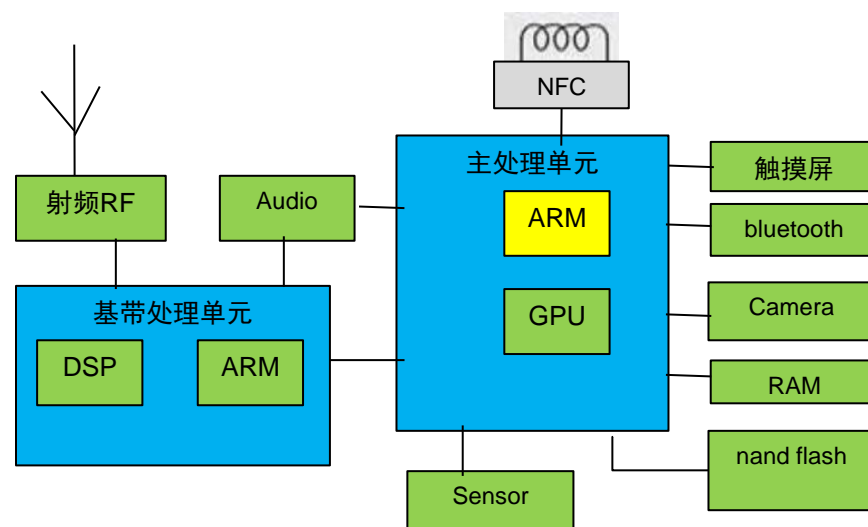 NFC
主处理单元
触摸屏
射频RF
Audio
ARM
bluetooth
基带处理单元
GPU
Camera
DSP
ARM
RAM
nand flash
Sensor